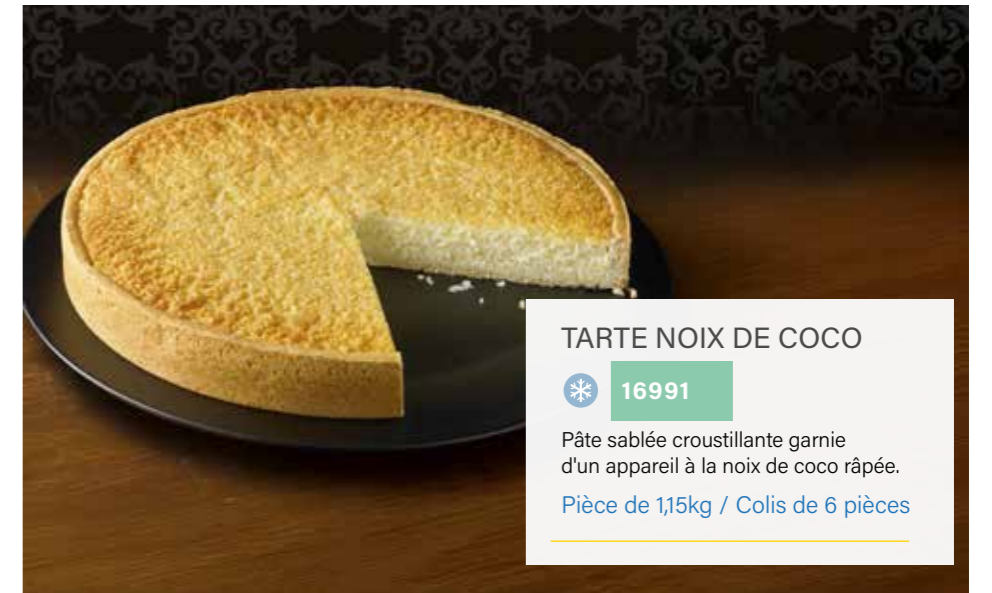 TARTE NOIX DE COCO
16991
Pâte sablée croustillante garnie
d'un appareil à la noix de coco râpée.
Pièce de 1,15kg / Colis de 6 pièces